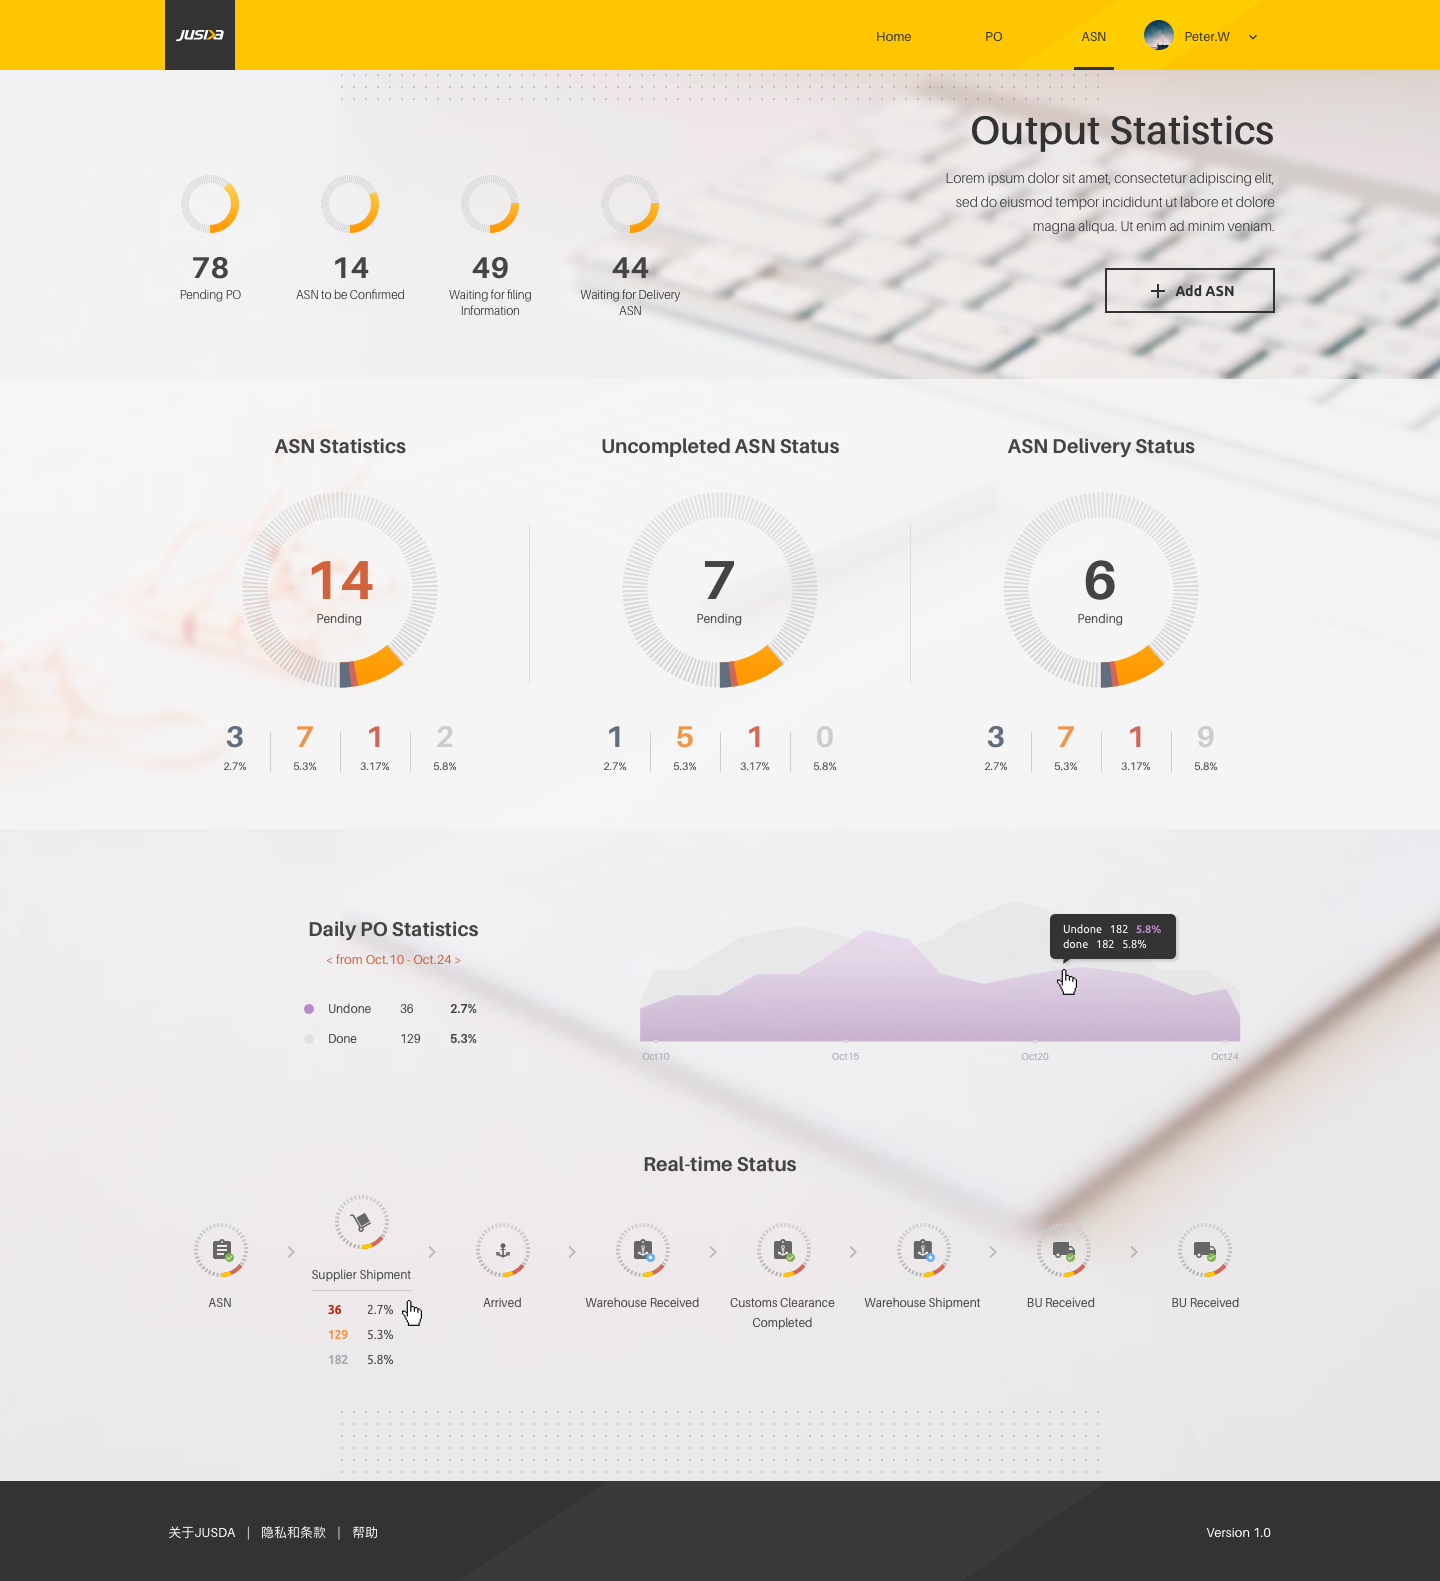 JUSDA
Home
PO
ASN
Peter.W
Output Statistics
Lorem ipsum dolor sit amet, consectetur adipiscing elit,
sed do eiusmod tempor incididunt ut labore et dolore
magna aliqua. Ut enim ad minim veniam.
Add ASN
78
Pending PO
14
ASN to be Confirmed
49
Waiting for filing
Information
44
Waiting for Delivery
ASN
ASN Statistics
14
Pending
3 7 1 2
2.7% 5.3% 3.17% 5.8%
Uncompleted ASN Status
7
Pending
1 5 1 0
2.7% 5.3% 3.17% 5.8%
ASN Delivery Status
6
Pending
3 7 1 9
2.7% 5.3% 3.17% 5.8%
Daily PO Statistics
< from Oct.10 - Oct.24 >
Undone 36 2.7%
Done 129 5.3%
Undone 182 5.8%
done 182 5.8%
Oct10 Oct15 Oct20 Oct24
Real-time Status
ASN
Supplier Shipment
36 2.7%
129 5.3%
182 5.8%
Arrived
Warehouse Received
Customs Clearance
Completed
Warehouse Shipment
BU Received
BU Received
关于JUSDA | 隐私和条款 | 帮助
Version 1.0